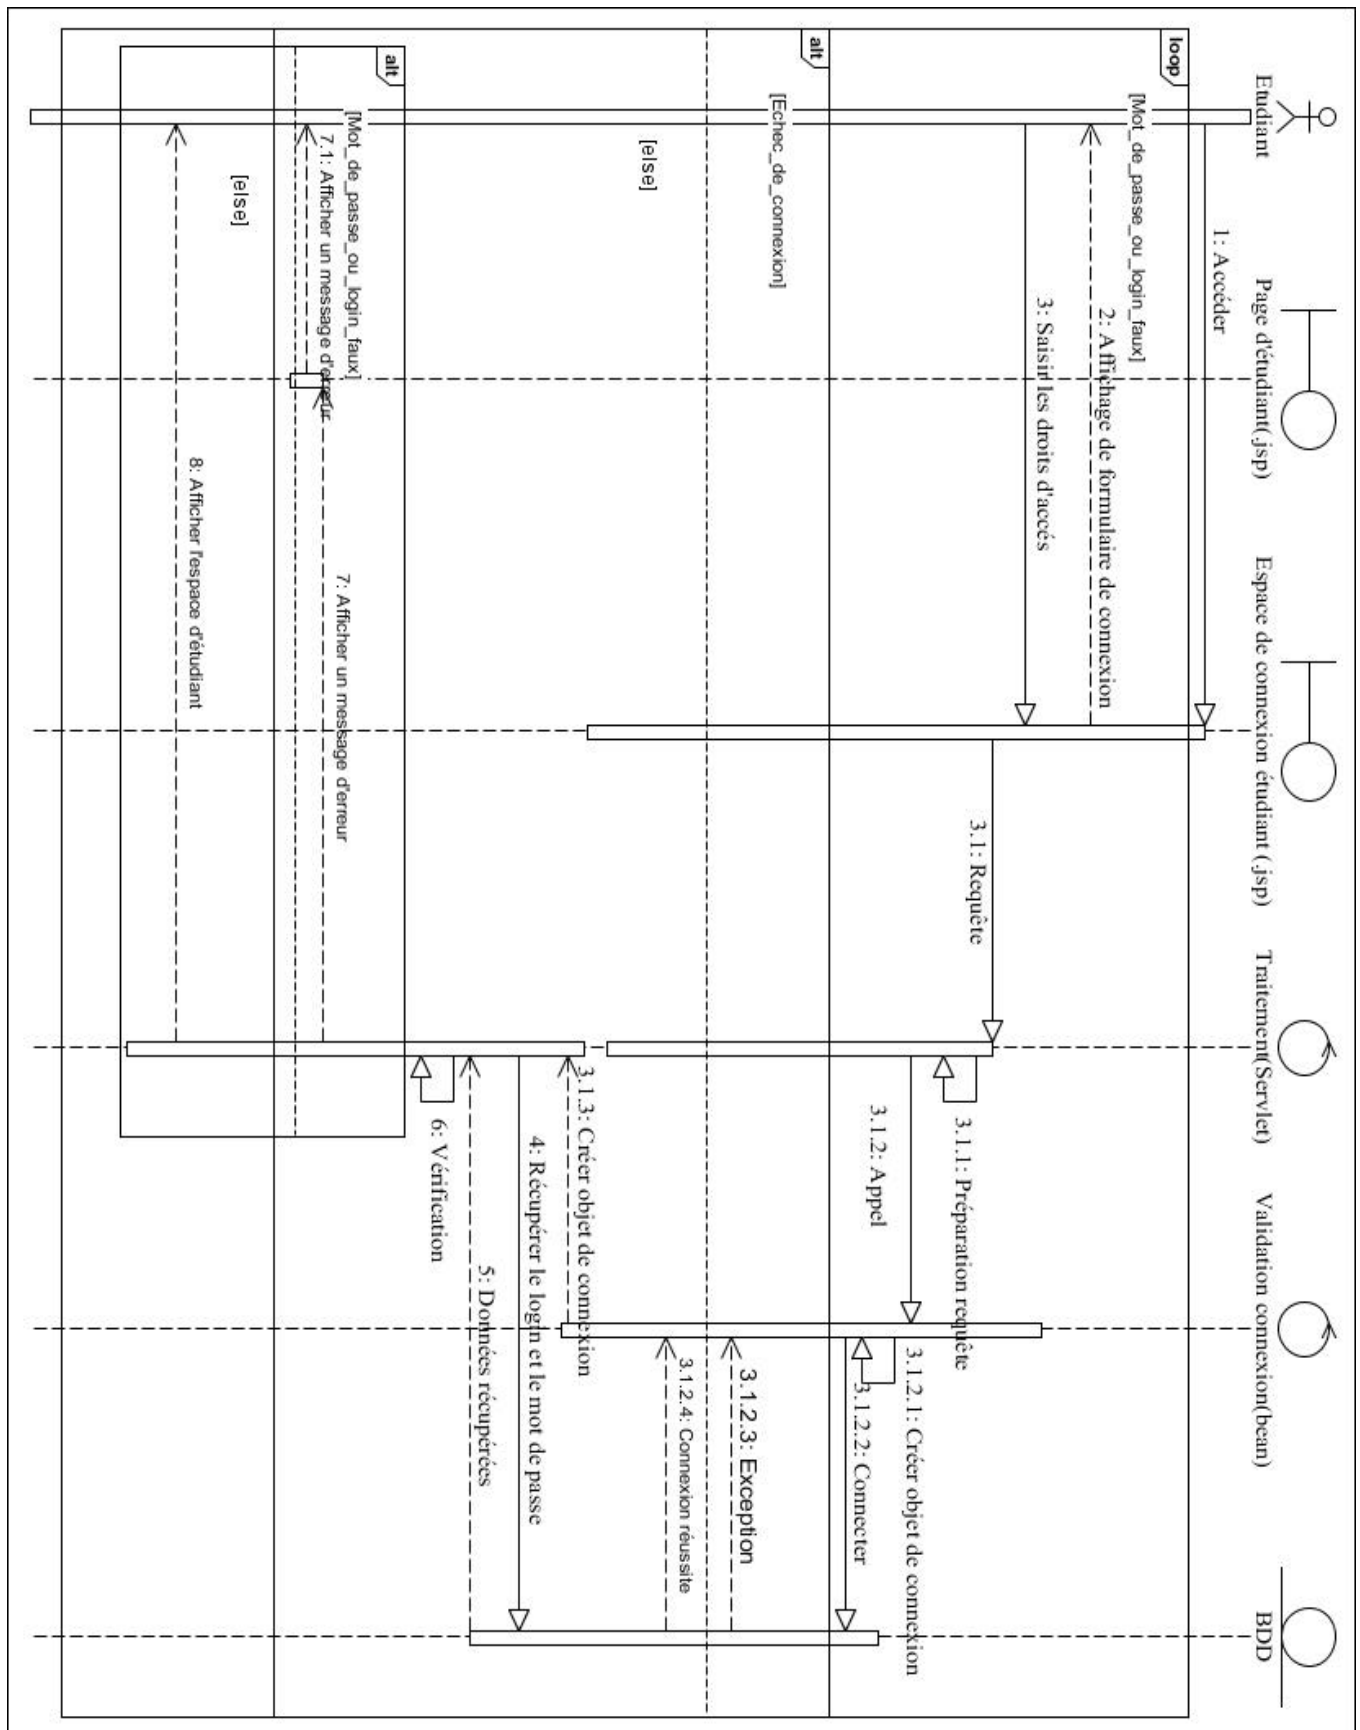 Etudiant
Page d'étudiant(.jsp)
Espace de connexion étudiant (.jsp)
Traitement(Servlet)
Validation connexion(bean)
BDD
loop
[Mot_de_passe_ou_login_faux]
1: Accéder
2: Affichage de formulaire de connexion
3: Saisir les droits d'accés
3.1: Requête
3.1.1: Préparation requête
3.1.2: Appel
3.1.2.1: Créer objet de connexion
3.1.2.2: Connecter
alt
[Echec_de_connexion]
3.1.2.3: Exception
[else]
3.1.2.4: Connexion réussite
3.1.3: Créer objet de connexion
4: Récupérer le login et le mot de passe
5: Données récupérées
6: Vérification
alt
[Mot_de_passe_ou_login_faux]
7: Afficher un message d'erreur
7.1: Afficher un message d'erreur
[else]
8: Afficher l'espace d'étudiant